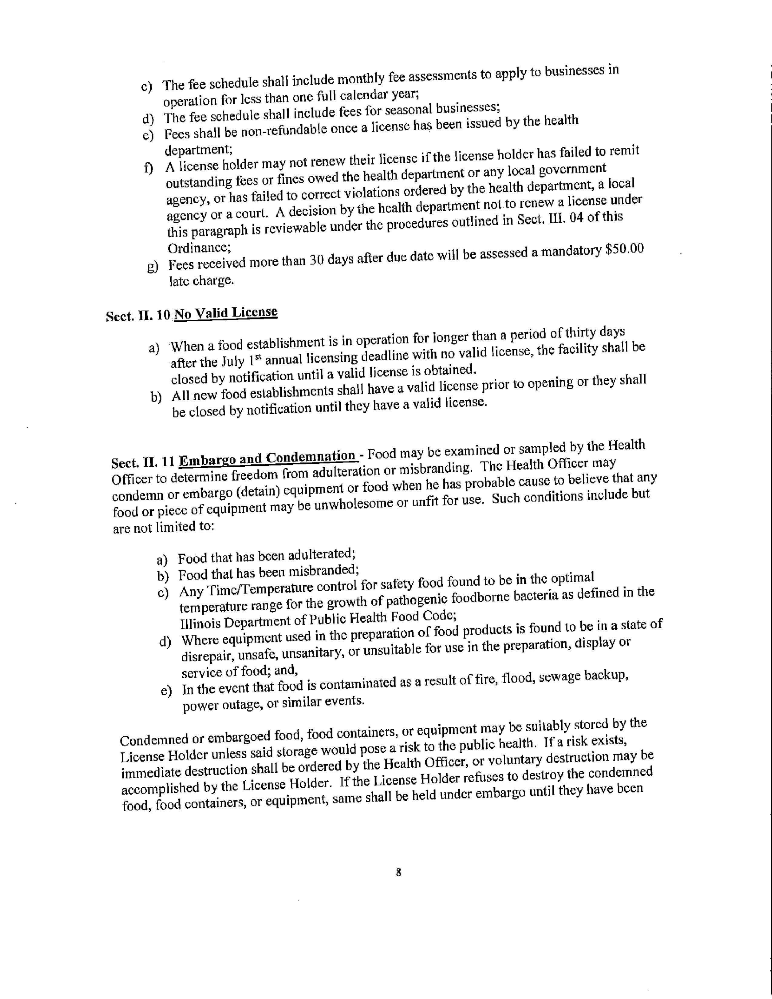 c) The fee schedule shall include monthly fee assessments to apply to businesses in
operation for less than one full calendar year;
d) The fee schedule shall include fees for seasonal businesses;
e) Fees shall be non-refundable once a license has been issued by the health
department;
f) A license holder may not renew their license if the license holder has failed to remit
outstanding fees or fines owed the health department or any local government
agency, or has failed to correct violations ordered by the health department, a local
agency or a court. A decision by the health department not to renew a license under
this paragraph is reviewable under the procedures outlined in Sect. III. 04 of this
Ordinance;
g) Fees received more than 30 days after due date will be assessed a mandatory $50.00
late charge.
Sect. II. 10 No Valid License
a) When a food establishment is in operation for longer than a period of thirty days
after the July 1st annual licensing deadline with no valid license, the facility shall be
closed by notification until a valid license is obtained.
b) All new food establishments shall have a valid license prior to opening or they shall
be closed by notification until they have a valid license.
Sect. II. 11 Embargo and Condemnation - Food may be examined or sampled by the Health
Officer to determine freedom from adulteration or misbranding. The Health Officer may
condemn or embargo (detain) equipment or food when he has probable cause to believe that any
food or piece of equipment may be unwholesome or unfit for use. Such conditions include but
are not limited to:
a) Food that has been adulterated;
b) Food that has been misbranded;
c) Any Time/Temperature control for safety food found to be in the optimal
temperature range for the growth of pathogenic foodborne bacteria as defined in the
Illinois Department of Public Health Food Code;
d) Where equipment used in the preparation of food products is found to be in a state of
disrepair, unsafe, unsanitary, or unsuitable for use in the preparation, display or
service of food; and,
e) In the event that food is contaminated as a result of fire, flood, sewage backup,
power outage, or similar events.
Condemned or embargoed food, food containers, or equipment may be suitably stored by the
License Holder unless said storage would pose a risk to the public health. If a risk exists,
immediate destruction shall be ordered by the Health Officer, or voluntary destruction may be
accomplished by the License Holder. If the License Holder refuses to destroy the condemned
food, food containers, or equipment, same shall be held under embargo until they have been
8